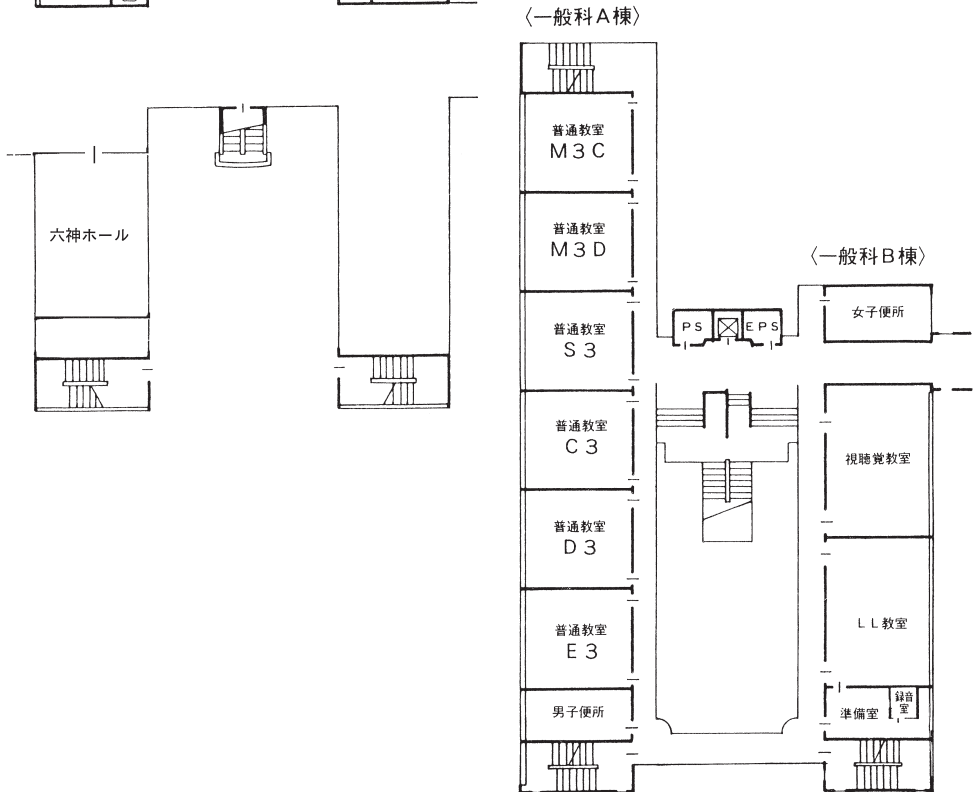 〈一般科A棟〉
普通教室
M3C
普通教室
M3D
普通教室
S3
普通教室
C3
普通教室
D3
普通教室
E3
男子便所
六神ホール
PS
EPS
〈一般科B棟〉
女子便所
視聴覚教室
LL教室
準備室
録音
室